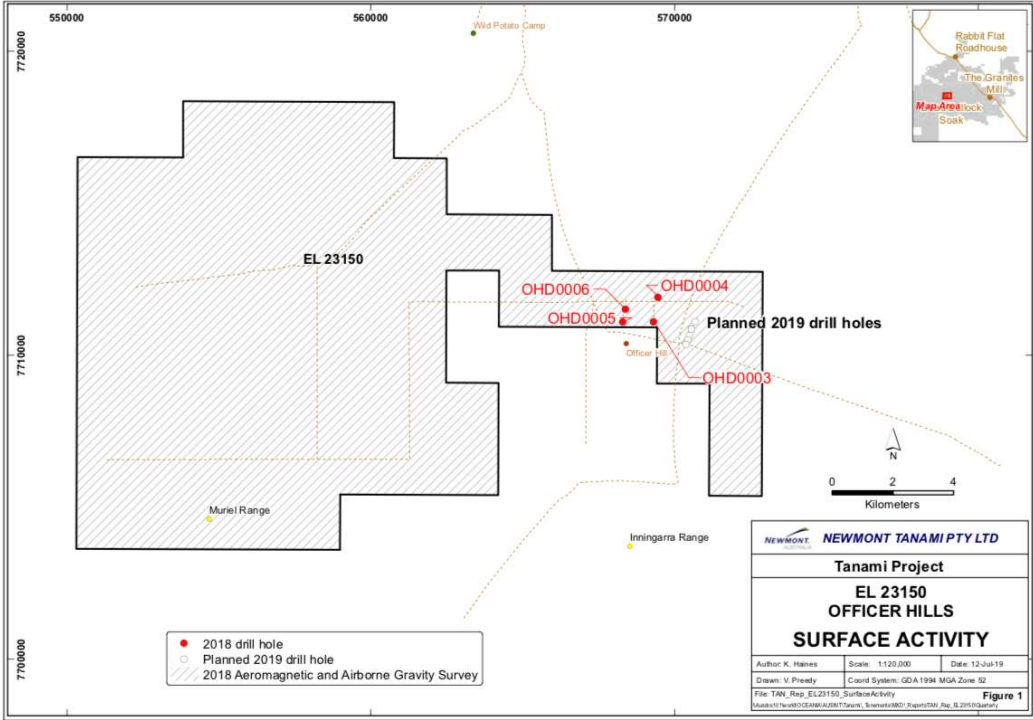 550000
560000
570000
7720000
7710000
7700000
Wild Potato Camp
Rabbit Flat
Roadhouse
The Granites
Mill
Map Area
Soak
EL 23150
OHD0006
OHD0004
OHD0005
Planned 2019 drill holes
Officer Hill
OHD0003
N
0 2 4
Kilometers
Muriel Range
Inningarra Range
2018 drill hole
Planned 2019 drill hole
2018 Aeromagnetic and Airborne Gravity Survey
NEWMONT.
AUSTRALIA
NEWMONT TANAMI PTY LTD
Tanami Project
EL 23150
OFFICER HILLS
SURFACE ACTIVITY
Author: K. Haines
Scale: 1:120,000
Date: 12-Jul-19
Drawn: V. Preedy
Coord System: GDA 1994 MGA Zone 52
File: TAN_Rep_EL23150_SurfaceActivity
Figure 1